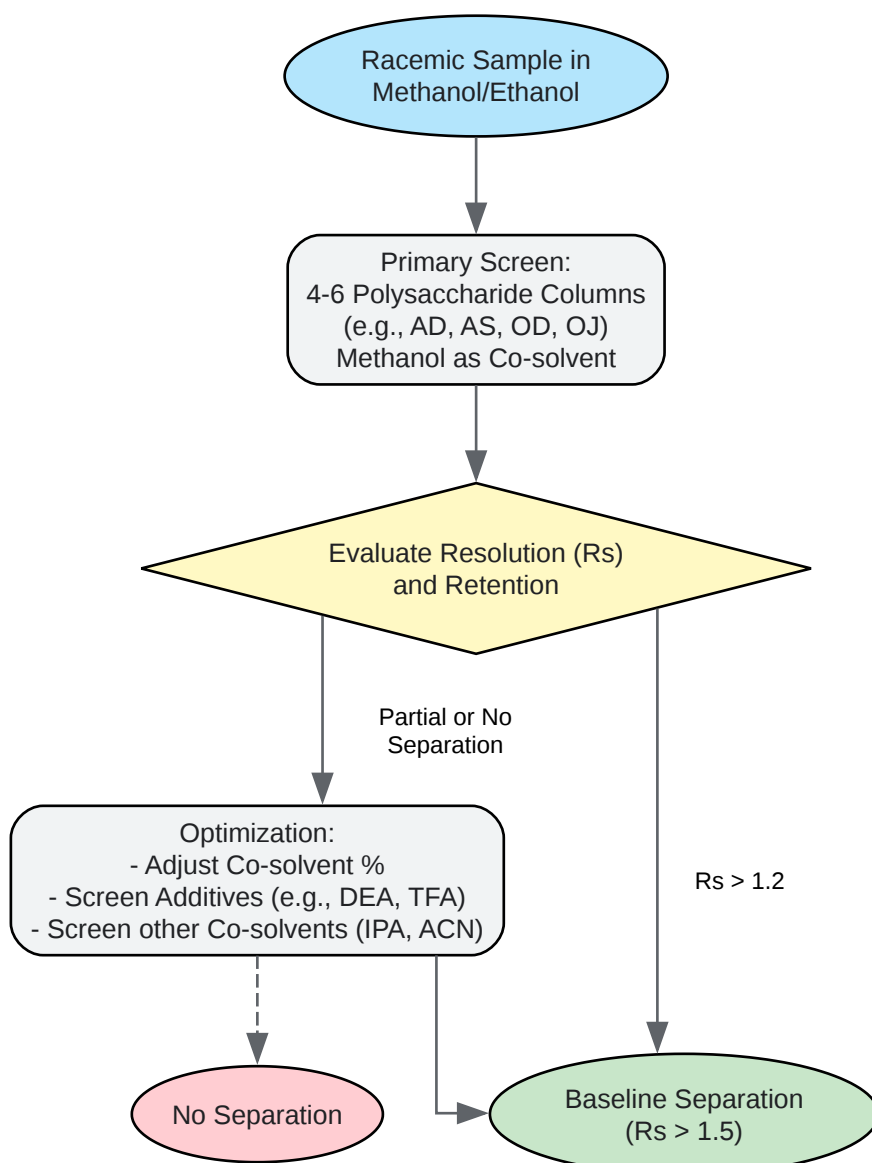 Racemic Sample in
Methanol/Ethanol
Primary Screen:
4-6 Polysaccharide Columns
(e.g., AD, AS, OD, OJ)
Methanol as Co-solvent
Evaluate Resolution (Rs)
and Retention
Partial or No
Separation
Optimization:
- Adjust Co-solvent %
- Screen Additives (e.g., DEA, TFA)
- Screen other Co-solvents (IPA, ACN)
Rs > 1.2
No Separation
Baseline Separation
(Rs > 1.5)